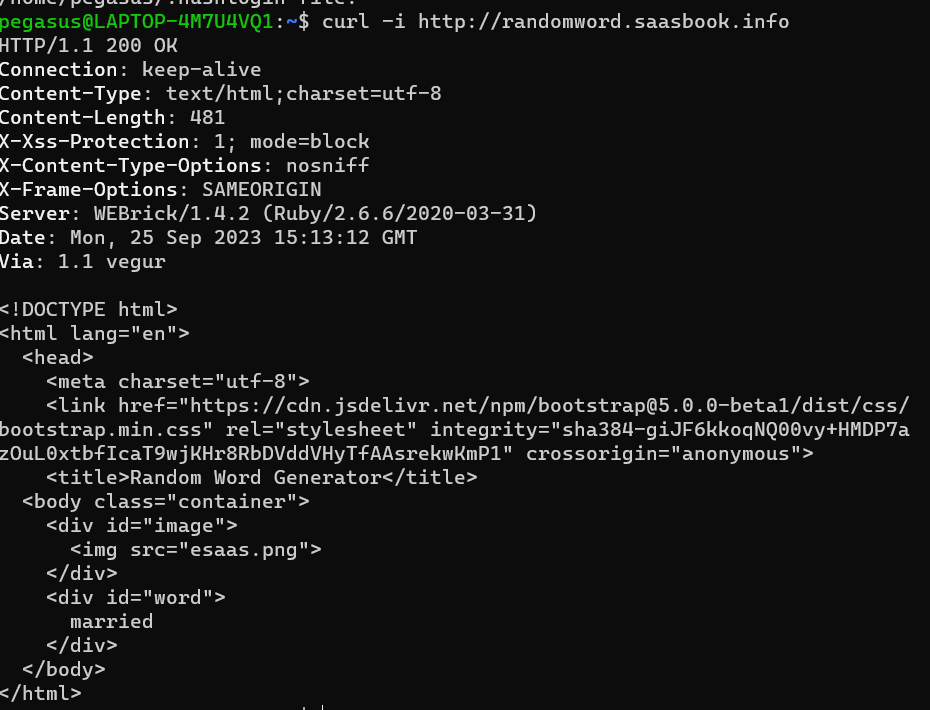 pegasus@LAPTOP-4M7U4VQ1:~$ curl -i http://randomword.saasbook.info
HTTP/1.1 200 OK
Connection: keep-alive
Content-Type: text/html;charset=utf-8
Content-Length: 481
X-Xss-Protection: 1; mode=block
X-Content-Type-Options: nosniff
X-Frame-Options: SAMEORIGIN
Server: WEBrick/1.4.2 (Ruby/2.6.6/2020-03-31)
Date: Mon, 25 Sep 2023 15:13:12 GMT
Via: 1.1 vegur

<!DOCTYPE html>
<html lang="en">
  <head>
    <meta charset="utf-8">
    <link href="https://cdn.jsdelivr.net/npm/bootstrap@5.0.0-beta1/dist/css/
bootstrap.min.css" rel="stylesheet" integrity="sha384-giJF6kkoqNQ00vy+HMDP7a
zOuL0xtbfIcaT9wjKHr8RbDVddVHyTfAAsrekwKmP1" crossorigin="anonymous">
    <title>Random Word Generator</title>
  <body class="container">
    <div id="image">
      <img src="esaas.png">
    </div>
    <div id="word">
      married
    </div>
  </body>
</html>